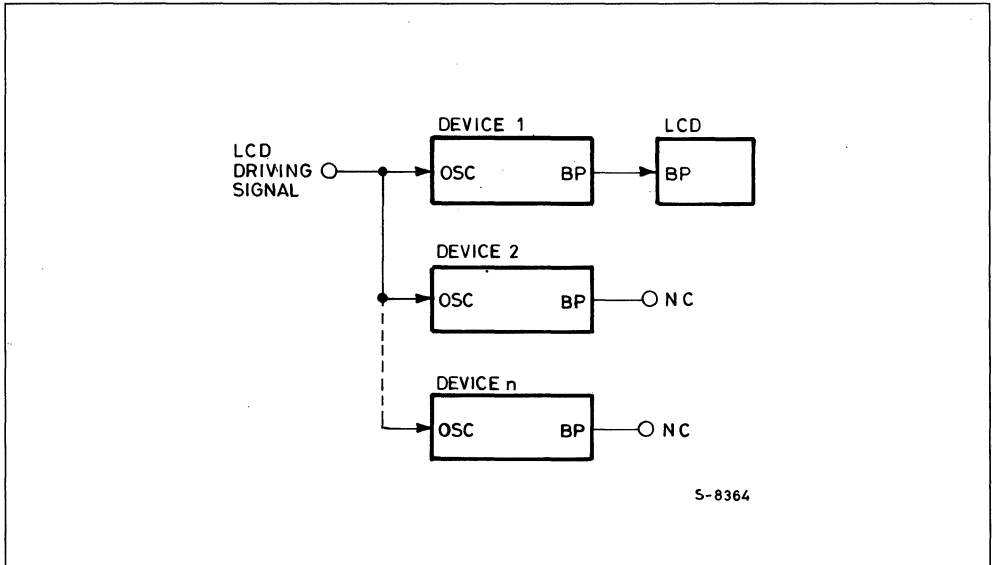 DEVICE 1
LCD
LCD
DRIVING
SIGNAL
OSC
BP
BP
DEVICE 2
OSC
BP
NC
DEVICE n
OSC
BP
NC
S-8364